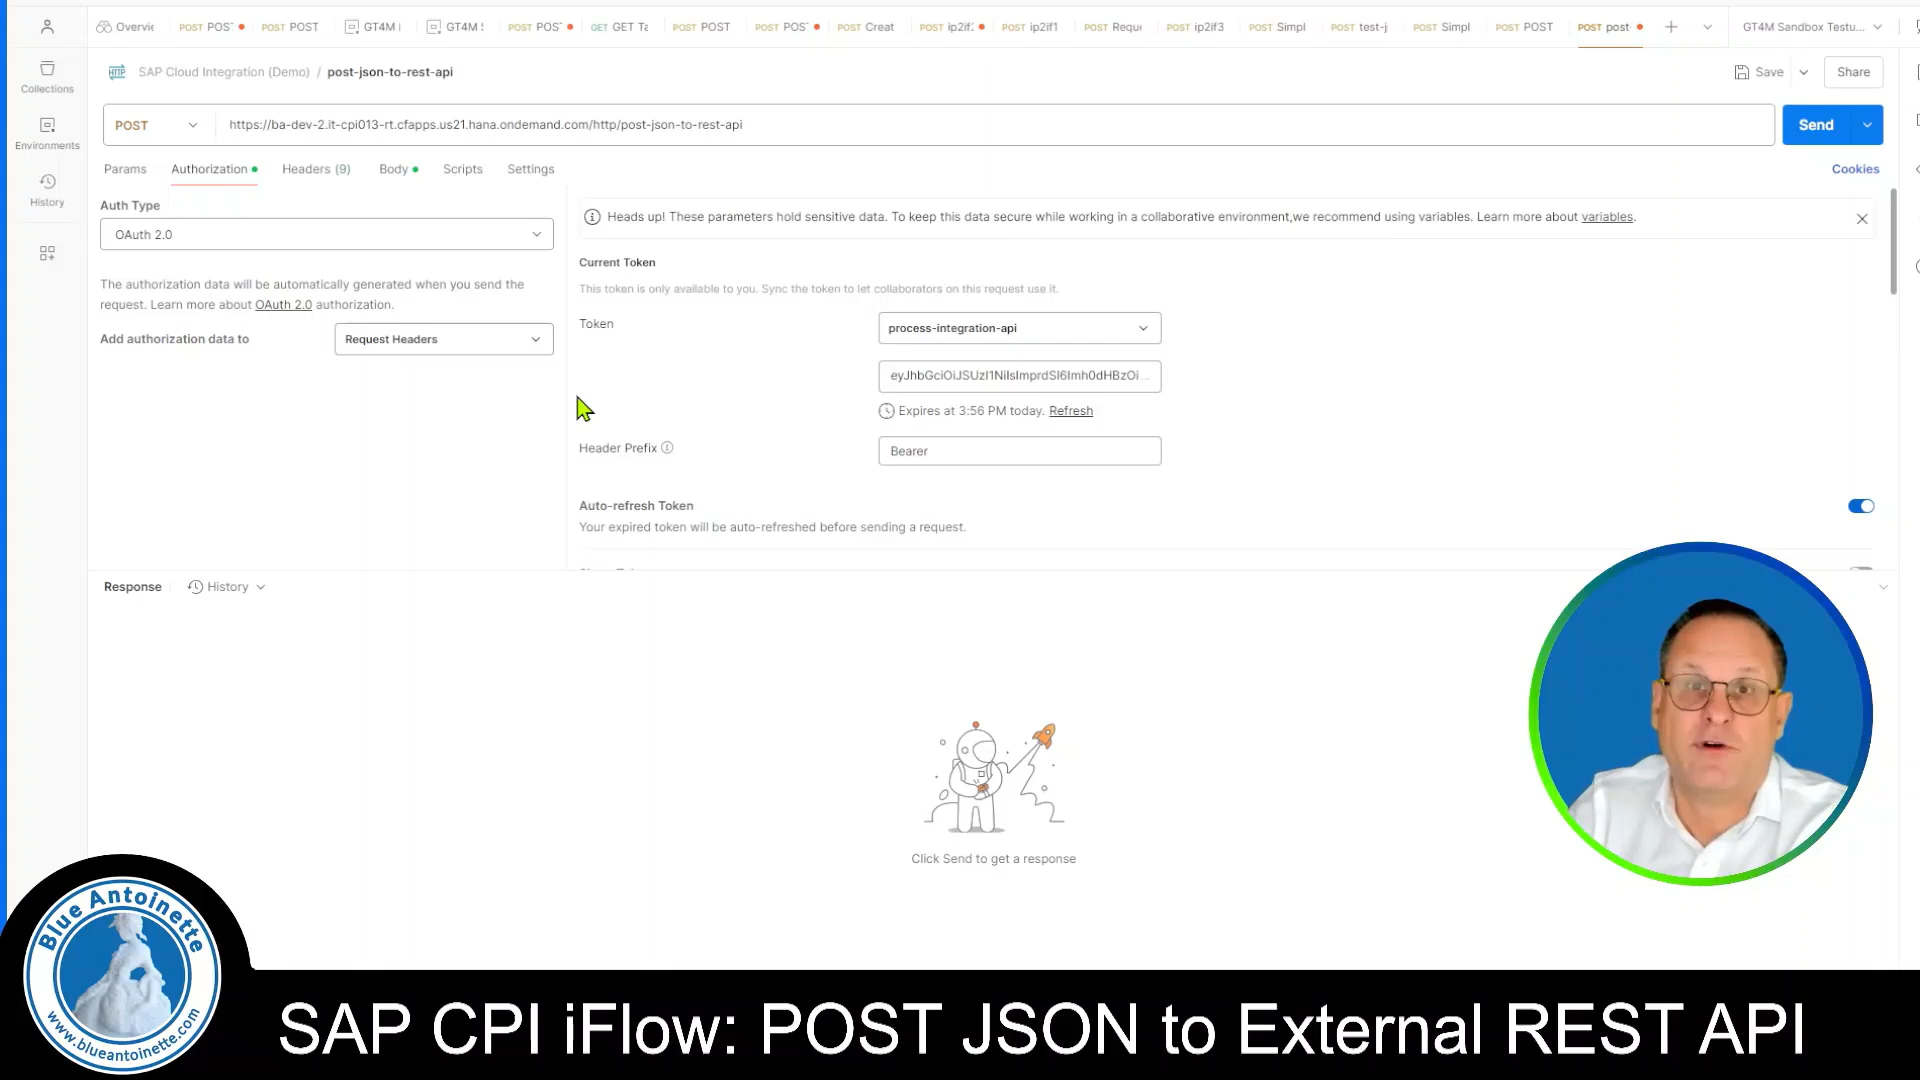 Overvie POST POST POST POST GT4M I GT4M POST POS GET GET Ta POST POST POST POS POST Creat POST ip2if: POST ip2if1 POST Reque POST ip2if3 POST Simpl POST test-j POST Simpl POST POST POST post- GT4M Sandbox Testu...
SAP Cloud Integration (Demo) / post-json-to-rest-api Save Share
Collections
POST https://ba-dev-2.it-cpi013-rt.cfapps.us21.hana.ondemand.com/http/post-json-to-rest-api Send
Environments
Params Authorization Headers (9) Body Scripts Settings Cookies
History
Auth Type
OAuth 2.0
The authorization data will be automatically generated when you send the
request. Learn more about OAuth 2.0 authorization.
Add authorization data to Request Headers
Heads up! These parameters hold sensitive data. To keep this data secure while working in a collaborative environment,we recommend using variables. Learn more about variables.
Current Token
This token is only available to you. Sync the token to let collaborators on this request use it.
Token process-integration-api
eyJhbGciOiJSUzI1NiIsImprdSI6Imh0dHBzOi...
Expires at 3:56 PM today. Refresh
Header Prefix Bearer
Auto-refresh Token
Your expired token will be auto-refreshed before sending a request.
Response History
Click Send to get a response
Blue Antoinette
www.blueantoinette.com
SAP CPI iFlow: POST JSON to External REST API